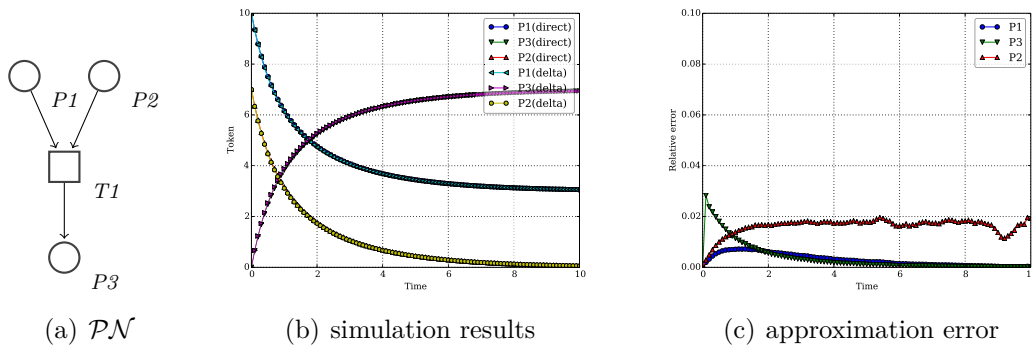 P1
P2
T1
P3
(a) 𝒫𝒩
10
8
6
4
2
0
0
2
4
6
8
10
Token
Time
P1(direct)
P3(direct)
P2(direct)
P1(delta)
P3(delta)
P2(delta)
(b) simulation results
0.10
0.08
0.06
0.04
0.02
0.00
0
2
4
6
8
1
Relative error
Time
P1
P3
P2
(c) approximation error